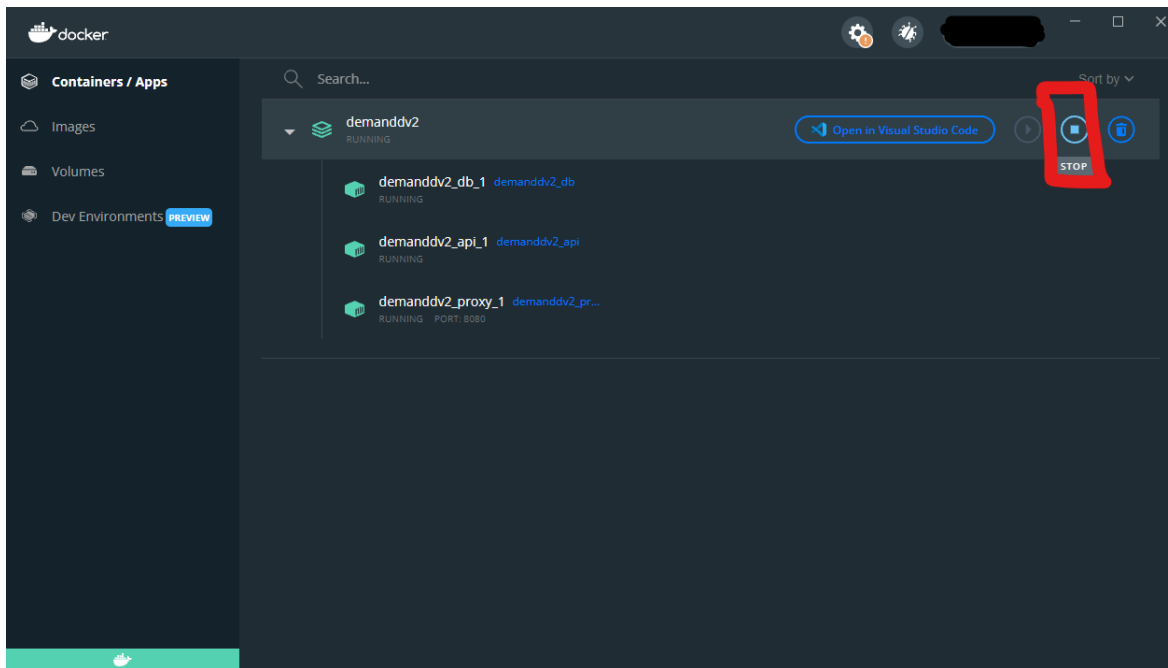 docker
Containers / Apps
Images
Volumes
Dev Environments PREVIEW
Search...
Sort by
demanddv2
RUNNING
Open in Visual Studio Code
STOP
demanddv2_db_1 demanddv2_db
RUNNING
demanddv2_api_1 demanddv2_api
RUNNING
demanddv2_proxy_1 demanddv2_pr...
RUNNING PORT: 8080